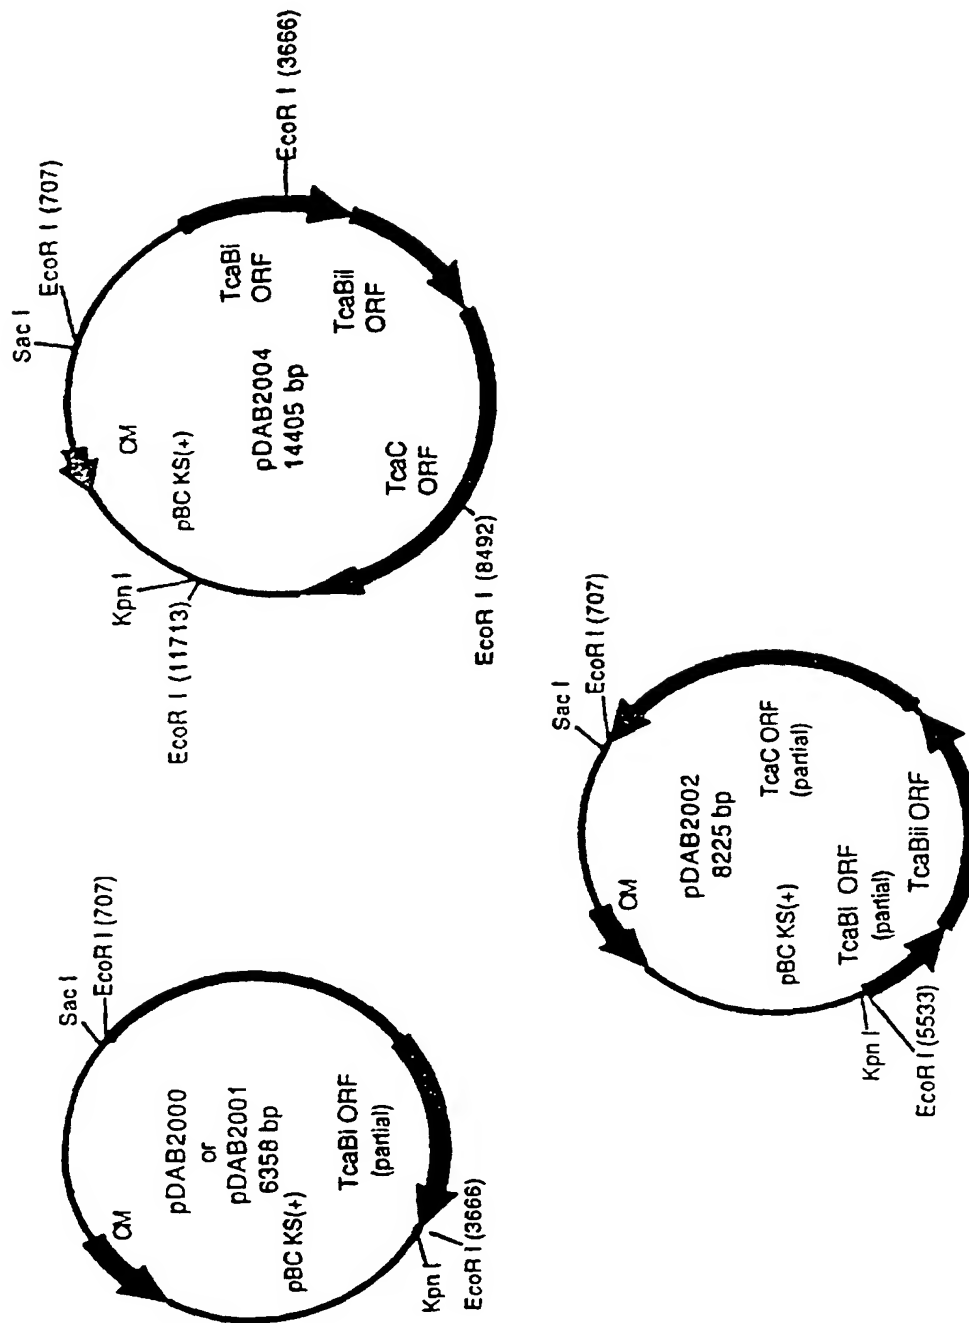 Sac I
EcoR I (707)
CM
pDAB2000
or
pDAB2001
6358 bp
pBC KS(+)
TcaBi ORF
(partial)
Kpn I
EcoR I (3666)
Sac I
EcoR I (707)
EcoR I (3666)
CM
pBC KS(+)
TcaBi
ORF
TcaBii
ORF
pDAB2004
14405 bp
TcaC
ORF
Kpn I
EcoR I (11713)
EcoR I (8492)
Sac I
EcoR I (707)
CM
pDAB2002
8225 bp
TcaC ORF
(partial)
pBC KS(+)
TcaBi ORF
(partial)
TcaBii ORF
Kpn I
EcoR I (5533)